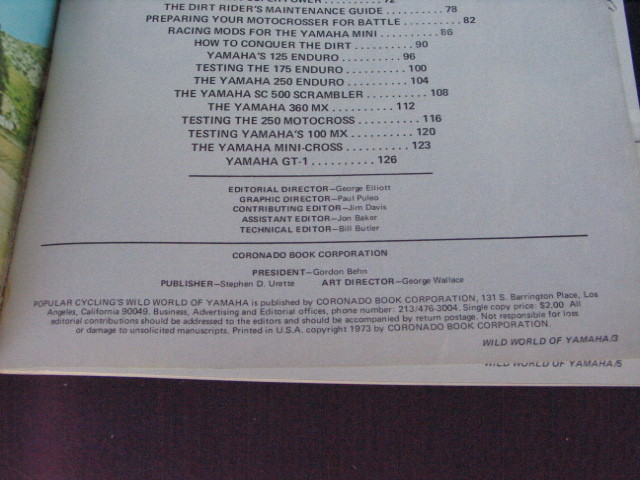 72
THE DIRT RIDER'S MAINTENANCE GUIDE .......... 78
PREPARING YOUR MOTOCROSSER FOR BATTLE .......... 82
RACING MODS FOR THE YAMAHA MINI .......... 86
HOW TO CONQUER THE DIRT .......... 90
YAMAHA'S 125 ENDURO .......... 96
TESTING THE 175 ENDURO .......... 100
THE YAMAHA 250 ENDURO .......... 104
THE YAMAHA SC 500 SCRAMBLER .......... 108
THE YAMAHA 360 MX .......... 112
TESTING THE 250 MOTOCROSS .......... 116
TESTING YAMAHA'S 100 MX .......... 120
THE YAMAHA MINI-CROSS .......... 123
YAMAHA GT-1 .......... 126
EDITORIAL DIRECTOR—George Elliott
GRAPHIC DIRECTOR—Paul Puleo
CONTRIBUTING EDITOR—Jim Davis
ASSISTANT EDITOR—Jon Baker
TECHNICAL EDITOR—Bill Butler
CORONADO BOOK CORPORATION
PRESIDENT—Gordon Behn
PUBLISHER—Stephen D. Urette ART DIRECTOR—George Wallace
POPULAR CYCLING'S WILD WORLD OF YAMAHA is published by CORONADO BOOK CORPORATION, 131 S. Barrington Place, Los
Angeles, California 90049. Business, Advertising and Editorial offices, phone number: 213/476-3004. Single copy price: $2.00 All
editorial contributions should be addressed to the editors and should be accompanied by return postage. Not responsible for loss
or damage to unsolicited manuscripts. Printed in U.S.A. copyright 1973 by CORONADO BOOK CORPORATION.
WILD WORLD OF YAMAHA/3
WILD WORLD OF YAMAHA/5